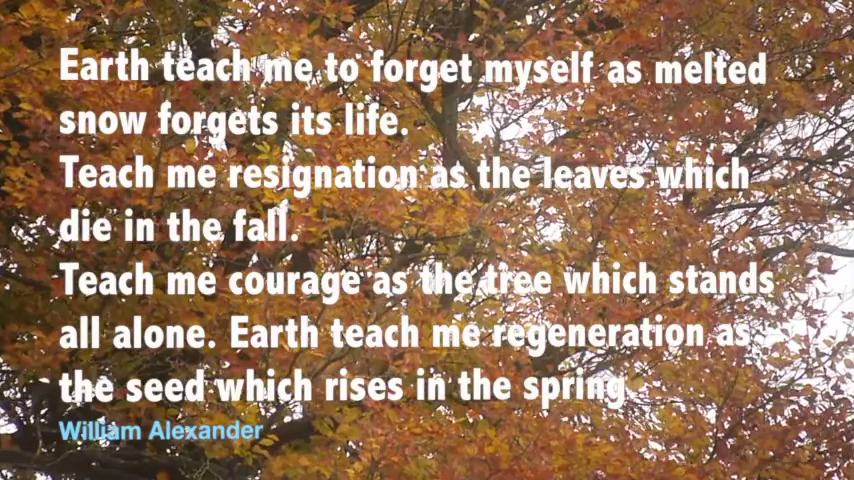 Earth teach me to forget myself as melted
snow forgets its life.
Teach me resignation as the leaves which
die in the fall.
Teach me courage as the tree which stands
all alone. Earth teach me regeneration as
the seed which rises in the spring
William Alexander